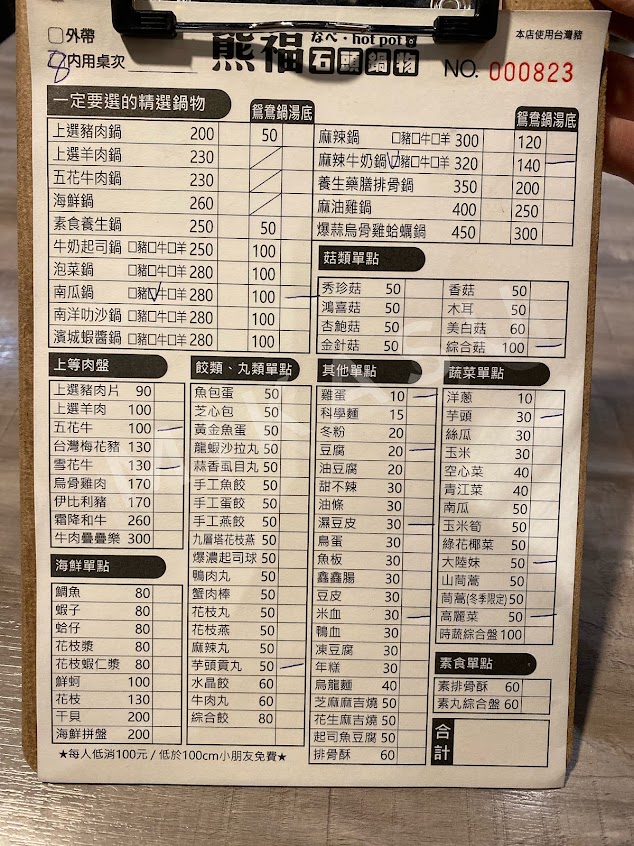 □外帶
8 □內用桌次
熊福 なべ・hot pot 石頭鍋物
本店使用台灣豬
NO. 000823
一定要選的精選鍋物 鴛鴦鍋湯底
上選豬肉鍋 200 50
上選羊肉鍋 230
五花牛肉鍋 230
海鮮鍋 260
素食養生鍋 250 50
牛奶起司鍋 □豬□牛□羊 250 100
泡菜鍋 □豬□牛□羊 280 100
南瓜鍋 □豬□牛□羊 280 100
南洋叻沙鍋 □豬□牛□羊 280 100
濱城蝦醬鍋 □豬□牛□羊 280 100
鴛鴦鍋湯底
麻辣鍋 □豬□牛□羊 300 120
麻辣牛奶鍋 □豬□牛□羊 320 140
養生藥膳排骨鍋 350 200
麻油雞鍋 400 250
爆蒜烏骨雞蛤蠣鍋 450 300
菇類單點
秀珍菇 50 香菇 50
鴻喜菇 50 木耳 50
杏鮑菇 50 美白菇 60
金針菇 50 綜合菇 100
上等肉盤
上選豬肉片 90
上選羊肉 100
五花牛 100
台灣梅花豬 130
雪花牛 130
烏骨雞肉 170
伊比利豬 170
霜降和牛 260
牛肉疊疊樂 300
海鮮單點
鯛魚 80
蝦子 80
蛤仔 80
花枝漿 80
花枝蝦仁漿 80
鮮蚵 100
花枝 130
干貝 200
海鮮拼盤 200
餃類、丸類單點
魚包蛋 50
芝心包 50
黃金魚蛋 50
龍蝦沙拉丸 50
蒜香虱目丸 50
手工魚餃 50
手工蛋餃 50
手工燕餃 50
九層塔花枝燕 50
爆濃起司球 50
鴨肉丸 50
蟹肉棒 50
花枝丸 50
花枝燕 50
麻辣丸 50
芋頭貢丸 50
水晶餃 60
牛肉丸 60
綜合餃 80
其他單點
雞蛋 10
科學麵 15
冬粉 20
豆腐 20
油豆腐 20
甜不辣 30
油條 30
濕豆皮 30
鳥蛋 30
魚板 30
鑫鑫腸 30
豆皮 30
米血 30
鴨血 30
凍豆腐 30
年糕 30
烏龍麵 40
芝麻麻吉燒 50
花生麻吉燒 50
起司魚豆腐 50
排骨酥 60
蔬菜單點
洋蔥 10
芋頭 30
絲瓜 30
玉米 30
空心菜 40
青江菜 40
南瓜 50
玉米筍 50
綠花椰菜 50
大陸妹 50
山茼蒿 50
茼蒿(冬季限定) 50
高麗菜 50
時蔬綜合盤 100
素食單點
素排骨酥 60
素丸綜合盤 60
合計
★每人低消100元 / 低於100cm小朋友免費★